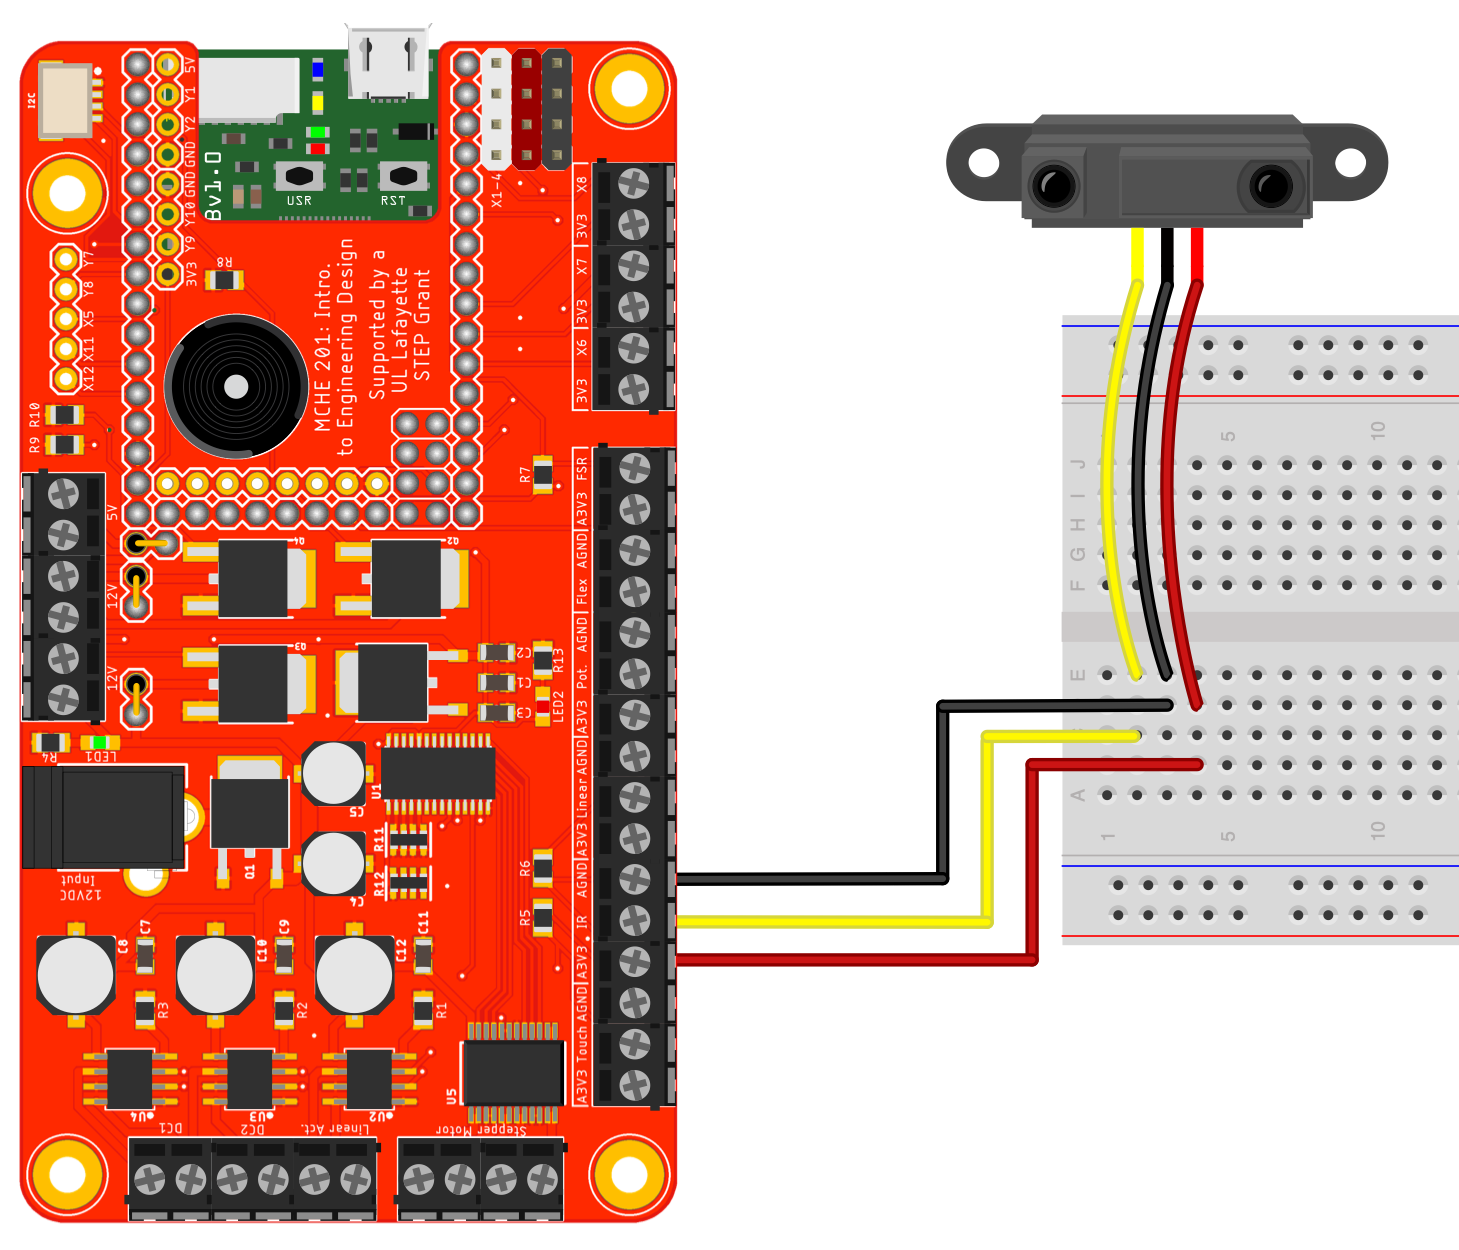 I2C
5V
Y1
Y2
GND
GND
Y10
Y9
3V3
Bv1.0
USR
RST
X1-4
Y7
Y8
X5
X11
X12
R8
MCHE 201: Intro.
to Engineering Design
Supported by a
UL Lafayette
STEP Grant
X8
3V3
X7
3V3
X6
3V3
R10
R9
R7
5V
12V
12V
Q4
Q2
Q3
C2
C1
C3
R13
LED2
FSR
A3V3
AGND
Flex
AGND
Pot.
A3V3
AGND
Linear
A3V3
AGND
IR
A3V3
AGND
Touch
A3V3
R4
LED1
12VDC
Input
Q1
C5
C4
U1
R11
R12
R6
R5
C8
C7
C10
C9
C12
C11
R3
R2
R1
U4
U3
U2
U5
DC1
DC2
Linear Act.
Stepper Motor
5
10
J
I
H
G
F
E
A
1
5
10